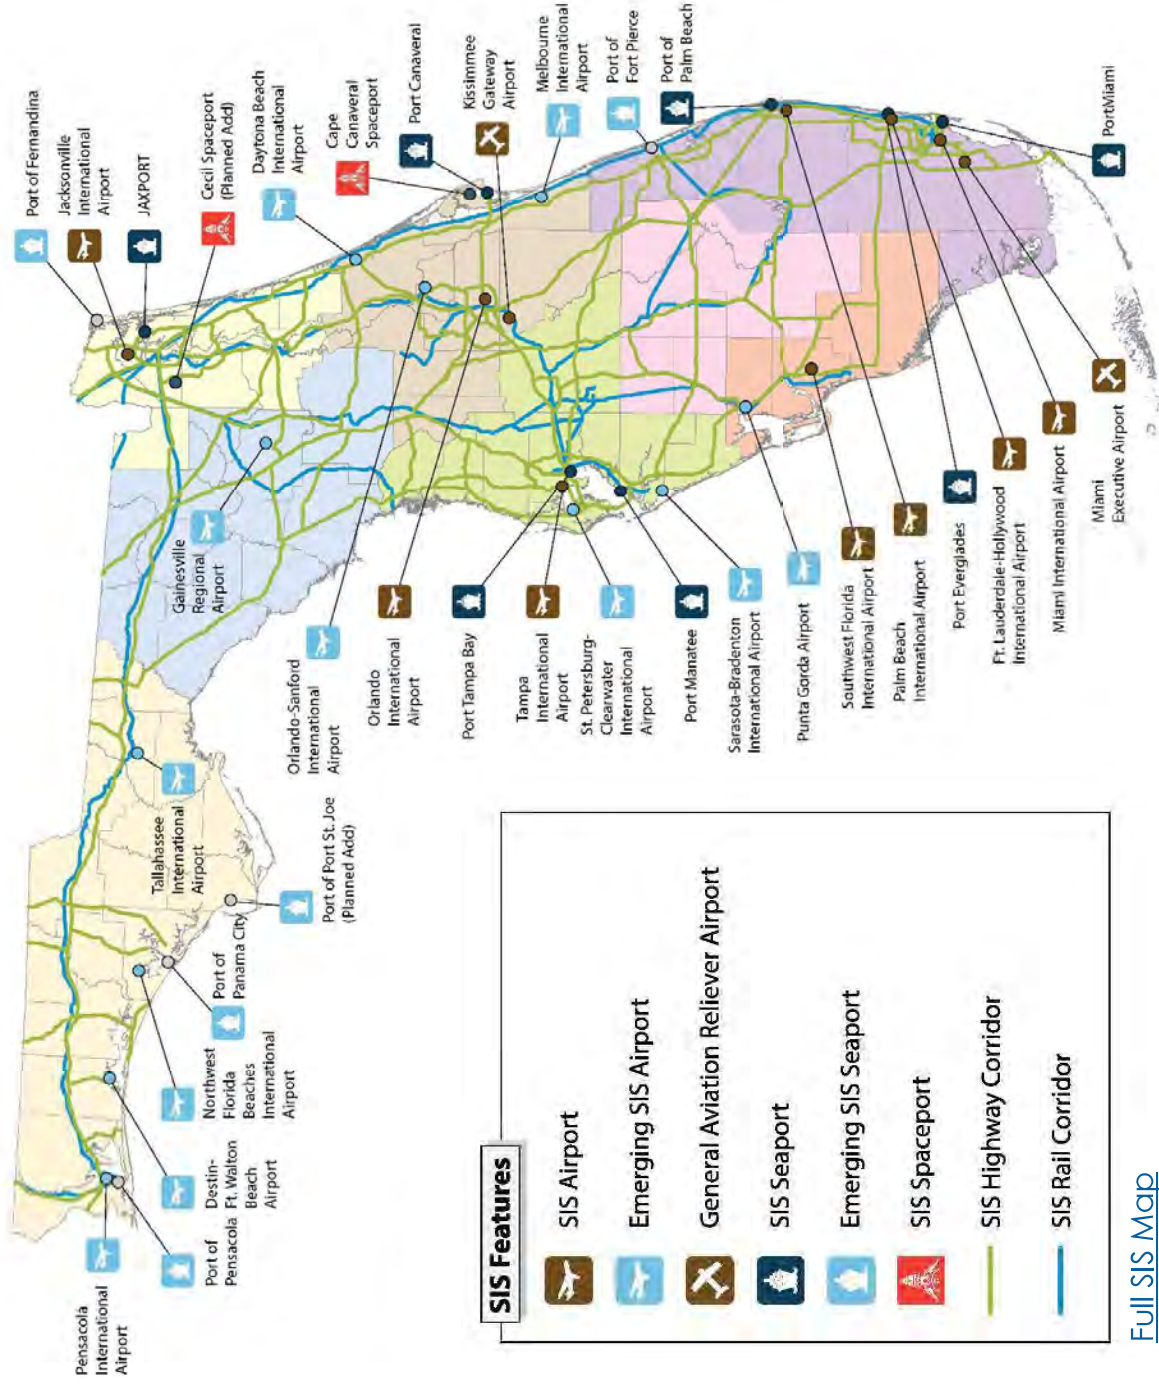 Port of Fernandina
Jacksonville
International
Airport
JAXPORT
Cecil Spaceport
(Planned Add)
Daytona Beach
International
Airport
Cape
Canaveral
Spaceport
Port Canaveral
Kissimmee
Gateway
Airport
Melbourne
International
Airport
Port of
Fort Pierce
Port of
Palm Beach
PortMiami
Gainesville
Regional
Airport
Orlando-Sanford
International
Airport
Orlando
International
Airport
Port Tampa Bay
Tampa
International
Airport
St. Petersburg-
Clearwater
International
Airport
Port Manatee
Sarasota-Bradenton
International Airport
Punta Gorda Airport
Southwest Florida
International Airport
Palm Beach
International Airport
Port Everglades
Ft. Lauderdale-Hollywood
International Airport
Miami International Airport
Miami
Executive Airport
Tallahassee
International
Airport
Port of Port St. Joe
(Planned Add)
Port of
Panama City
Northwest
Florida
Beaches
International
Airport
Destin-
Ft. Walton
Beach
Airport
Port of
Pensacola
Pensacola
International
Airport
SIS Features
SIS Airport
Emerging SIS Airport
General Aviation Reliever Airport
SIS Seaport
Emerging SIS Seaport
SIS Spaceport
SIS Highway Corridor
SIS Rail Corridor
Full SIS Map